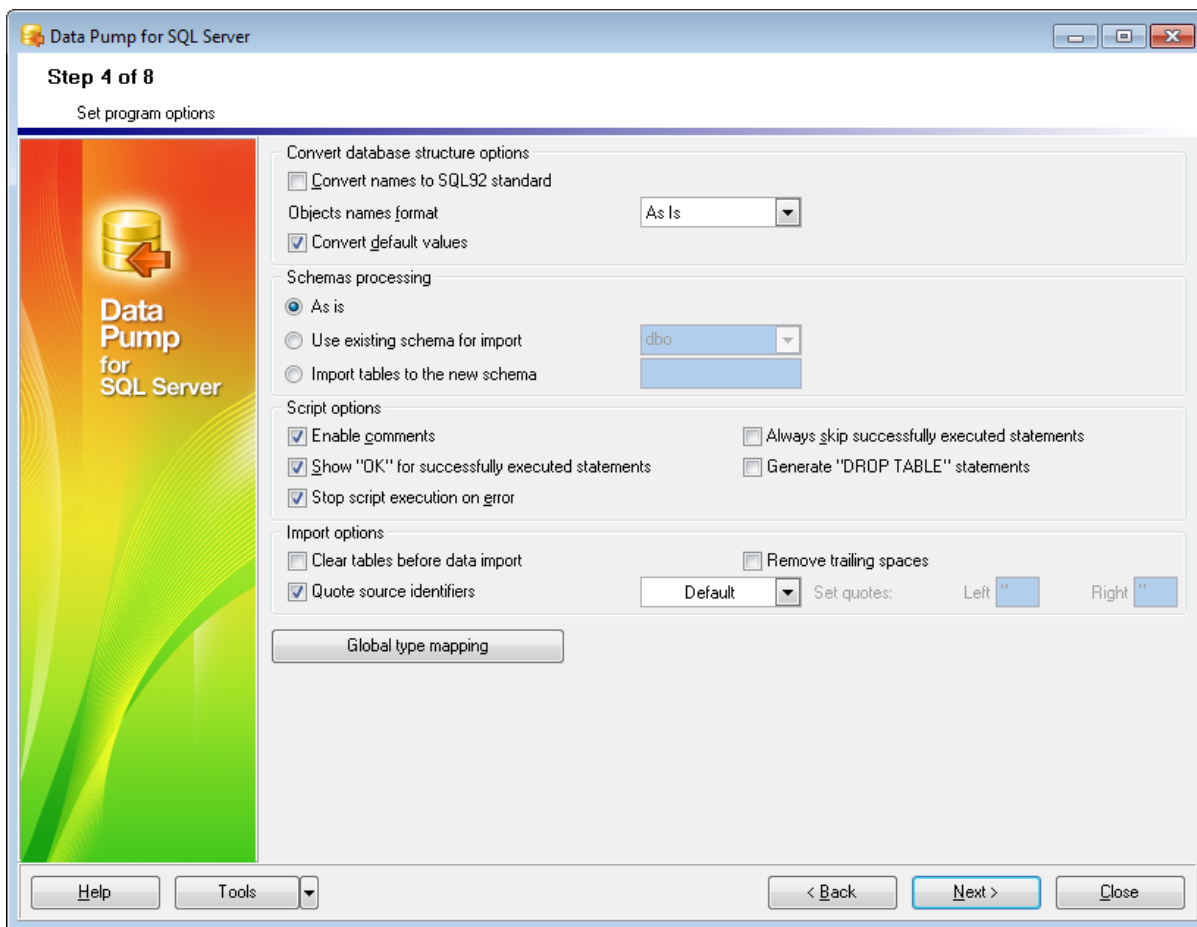 Data Pump for SQL Server
Step 4 of 8
Set program options
Data
Pump
for
SQL Server
Convert database structure options
Convert names to SQL92 standard
Objects names format As Is
Convert default values
Schemas processing
As is
Use existing schema for import dbo
Import tables to the new schema
Script options
Enable comments Always skip successfully executed statements
Show "OK" for successfully executed statements Generate "DROP TABLE" statements
Stop script execution on error
Import options
Clear tables before data import Remove trailing spaces
Quote source identifiers Default Set quotes: Left " Right "
Global type mapping
Help Tools < Back Next > Close